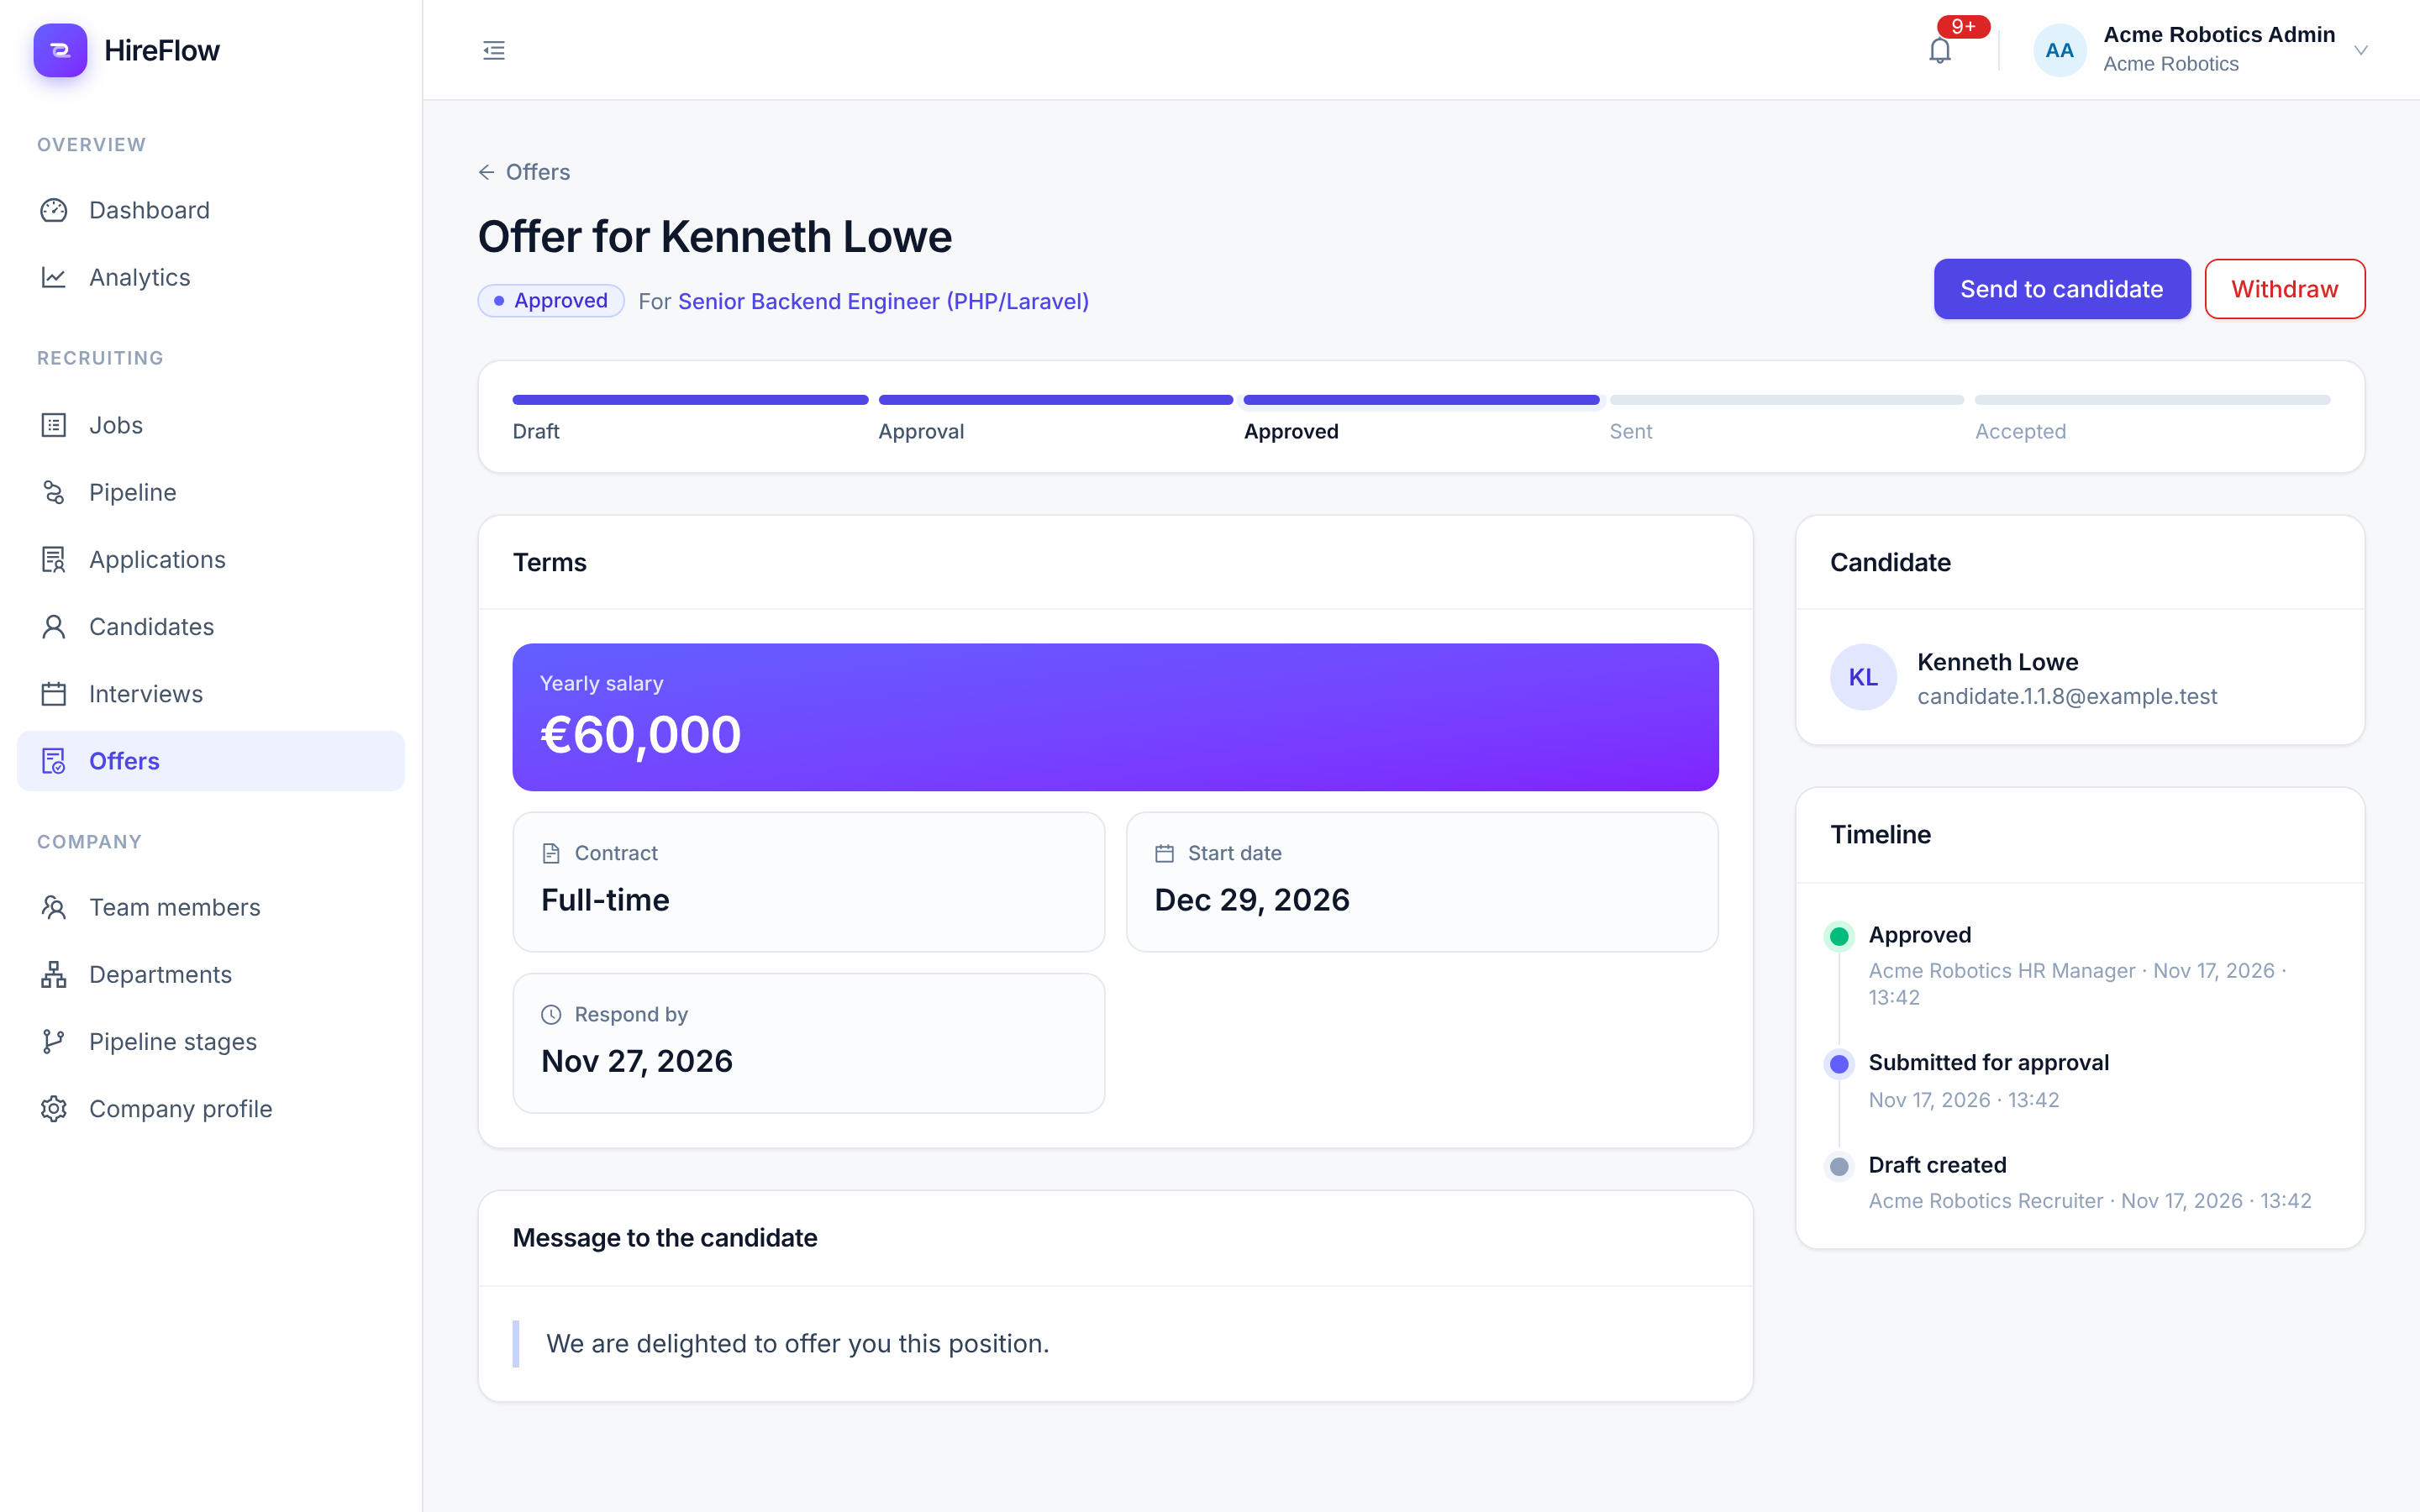 HireFlow
OVERVIEW
Dashboard
Analytics
RECRUITING
Jobs
Pipeline
Applications
Candidates
Interviews
Offers
COMPANY
Team members
Departments
Pipeline stages
Company profile
9+
AA
Acme Robotics Admin
Acme Robotics
Offers
Offer for Kenneth Lowe
Approved For Senior Backend Engineer (PHP/Laravel)
Send to candidate
Withdraw
Draft
Approval
Approved
Sent
Accepted
Terms
Yearly salary
€60,000
Contract
Full-time
Start date
Dec 29, 2026
Respond by
Nov 27, 2026
Message to the candidate
We are delighted to offer you this position.
Candidate
KL
Kenneth Lowe
candidate.1.1.8@example.test
Timeline
Approved
Acme Robotics HR Manager · Nov 17, 2026 ·
13:42
Submitted for approval
Nov 17, 2026 · 13:42
Draft created
Acme Robotics Recruiter · Nov 17, 2026 · 13:42